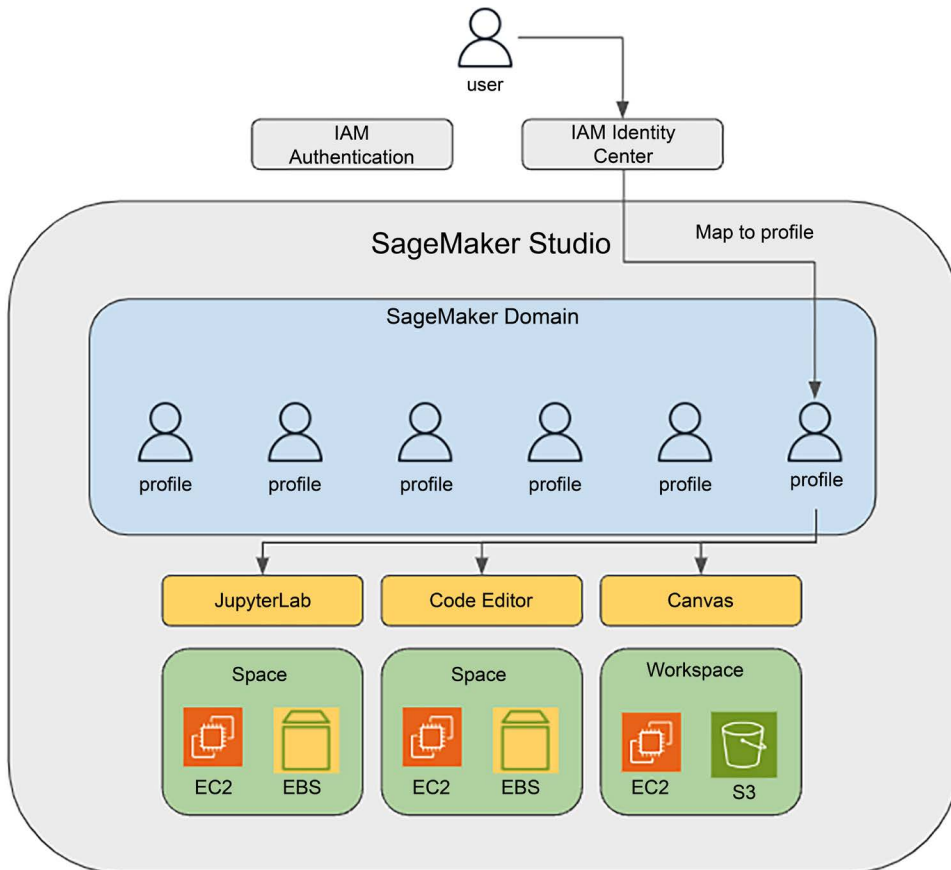 user
IAM
Authentication
IAM Identity
Center
SageMaker Studio
Map to profile
SageMaker Domain
profile
profile
profile
profile
profile
profile
JupyterLab
Code Editor
Canvas
Space
Space
Workspace
EC2
EBS
EC2
EBS
EC2
S3